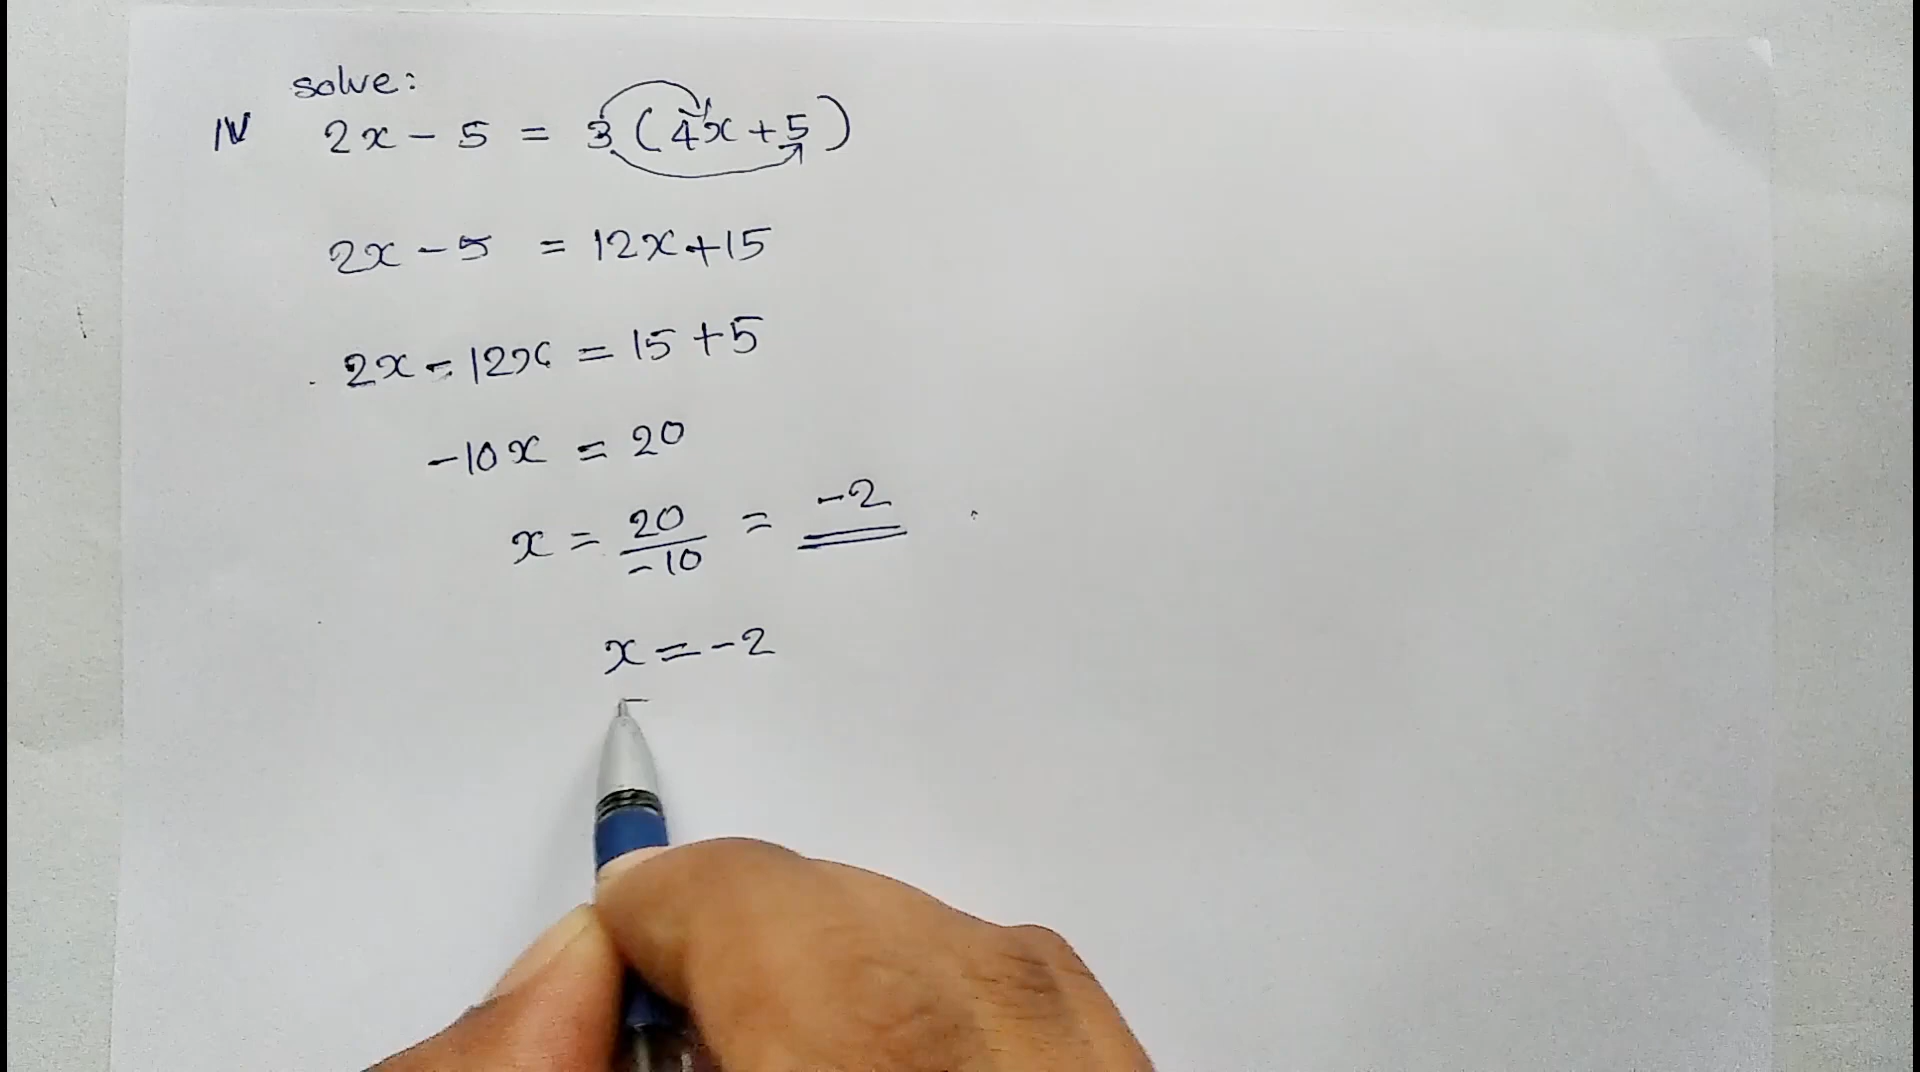 solve:
IV 2x - 5 = 3 (4x + 5)
2x - 5 = 12x + 15
2x - 12x = 15 + 5
-10x = 20
x = 20/-10 = -2
x = -2